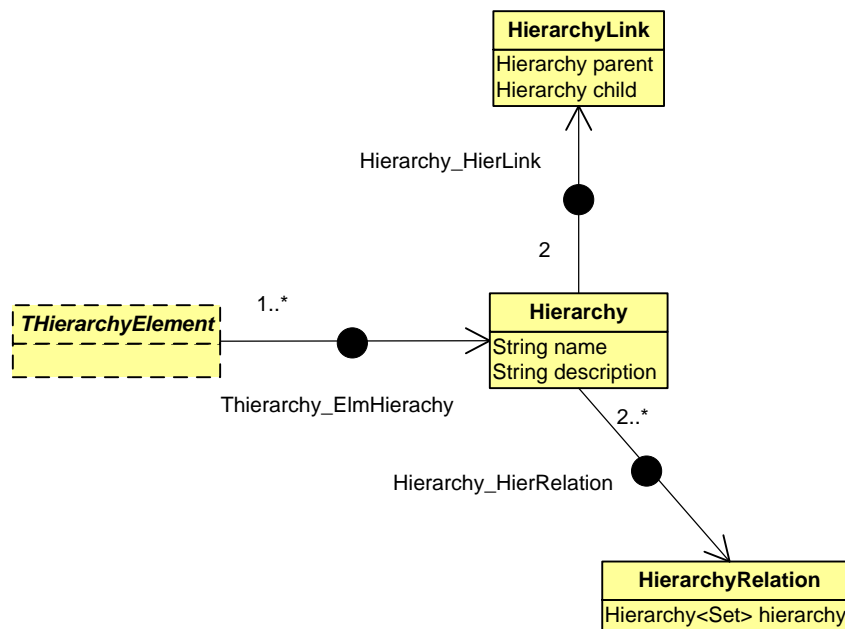 HierarchyLink
Hierarchy parent
Hierarchy child
Hierarchy_HierLink
2
1..*
THierarchyElement
Hierarchy
String name
String description
Thierarchy_ElmHierachy
2..*
Hierarchy_HierRelation
HierarchyRelation
Hierarchy<Set> hierarchy